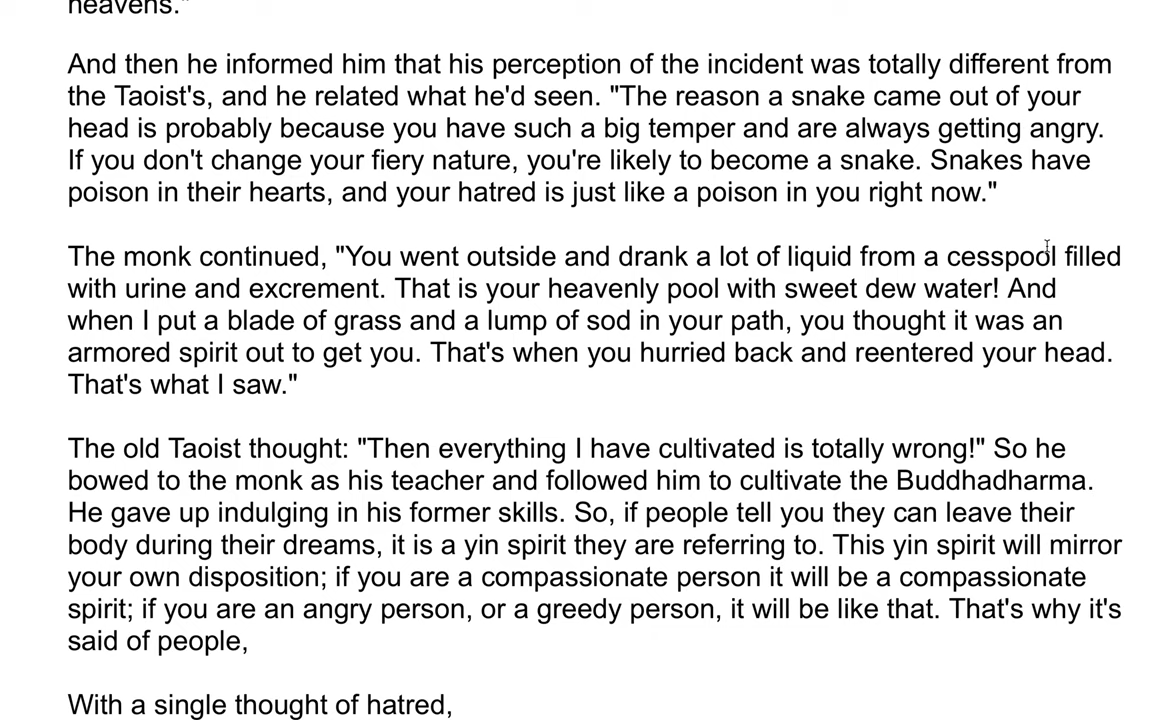 heavens."
And then he informed him that his perception of the incident was totally different from
the Taoist's, and he related what he'd seen. "The reason a snake came out of your
head is probably because you have such a big temper and are always getting angry.
If you don't change your fiery nature, you're likely to become a snake. Snakes have
poison in their hearts, and your hatred is just like a poison in you right now."
The monk continued, "You went outside and drank a lot of liquid from a cesspool filled
with urine and excrement. That is your heavenly pool with sweet dew water! And
when I put a blade of grass and a lump of sod in your path, you thought it was an
armored spirit out to get you. That's when you hurried back and reentered your head.
That's what I saw."
The old Taoist thought: "Then everything I have cultivated is totally wrong!" So he
bowed to the monk as his teacher and followed him to cultivate the Buddhadharma.
He gave up indulging in his former skills. So, if people tell you they can leave their
body during their dreams, it is a yin spirit they are referring to. This yin spirit will mirror
your own disposition; if you are a compassionate person it will be a compassionate
spirit; if you are an angry person, or a greedy person, it will be like that. That's why it's
said of people,
With a single thought of hatred,